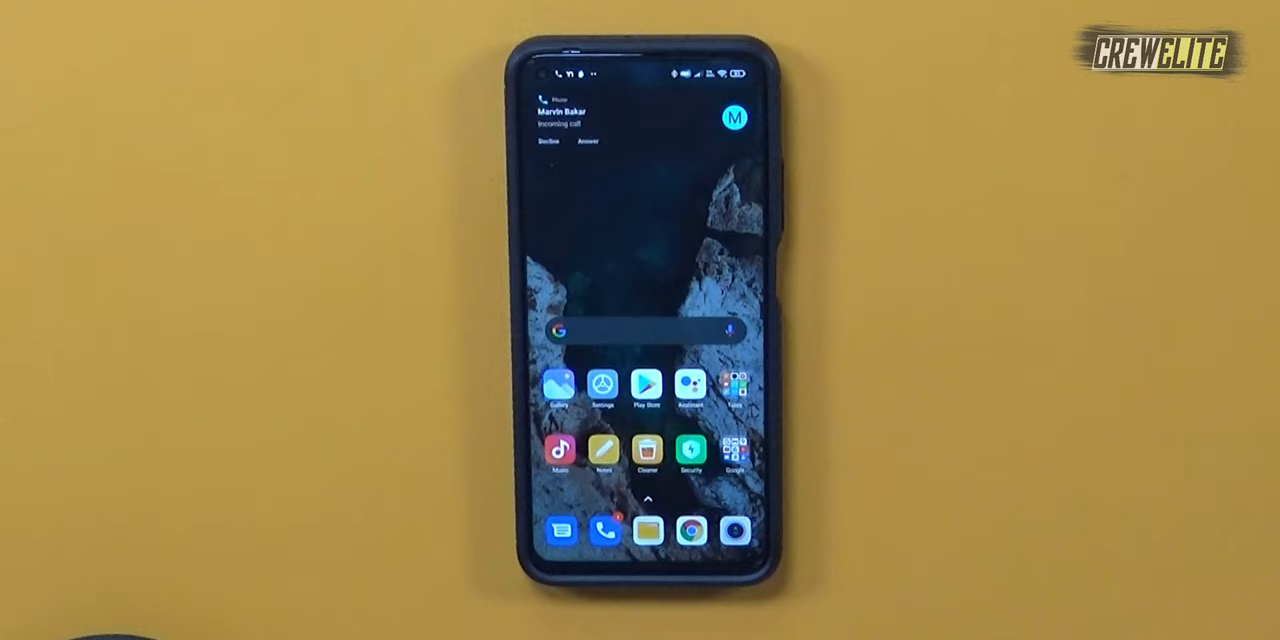 CREWELITE
Phone
Marvin Bakar
Incoming call
M
Decline Answer
Gallery Settings Play Store Assistant Tools
Music Notes Cleaner Security Google